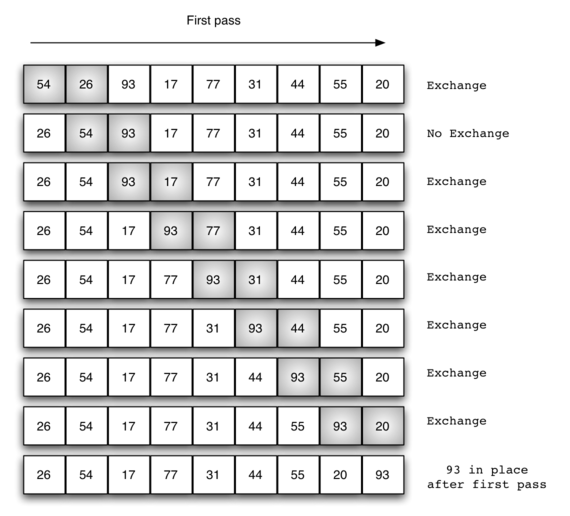 First pass
54 26 93 17 77 31 44 55 20 Exchange
26 54 93 17 77 31 44 55 20 No Exchange
26 54 93 17 77 31 44 55 20 Exchange
26 54 17 93 77 31 44 55 20 Exchange
26 54 17 77 93 31 44 55 20 Exchange
26 54 17 77 31 93 44 55 20 Exchange
26 54 17 77 31 44 93 55 20 Exchange
26 54 17 77 31 44 55 93 20 Exchange
26 54 17 77 31 44 55 20 93 93 in place
after first pass